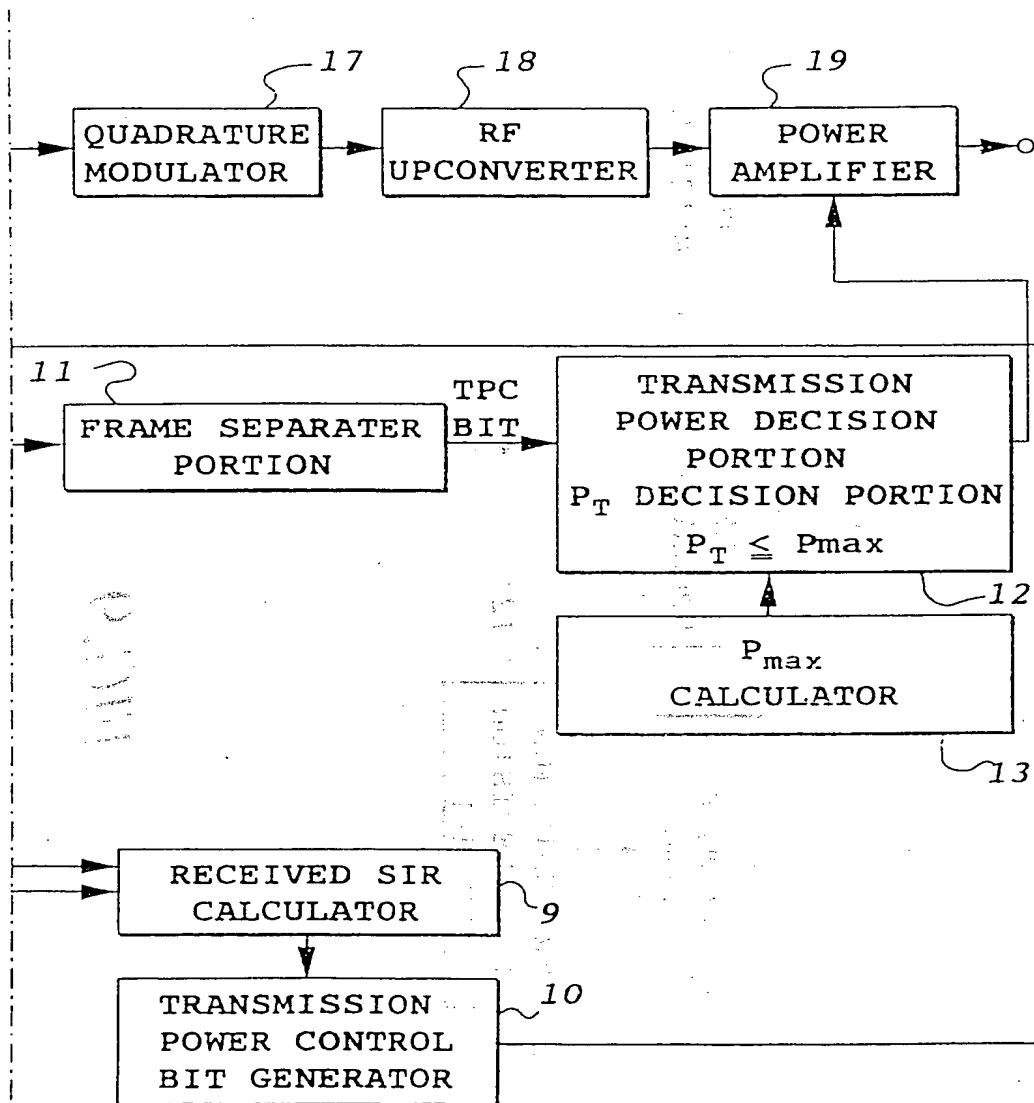 17
18
19
QUADRATURE
MODULATOR
RF
UPCONVERTER
POWER
AMPLIFIER
11
FRAME SEPARATER
PORTION
TPC
BIT
TRANSMISSION
POWER DECISION
PORTION
P_T DECISION PORTION
P_T ≦ Pmax
12
P_max
CALCULATOR
13
RECEIVED SIR
CALCULATOR
9
10
TRANSMISSION
POWER CONTROL
BIT GENERATOR